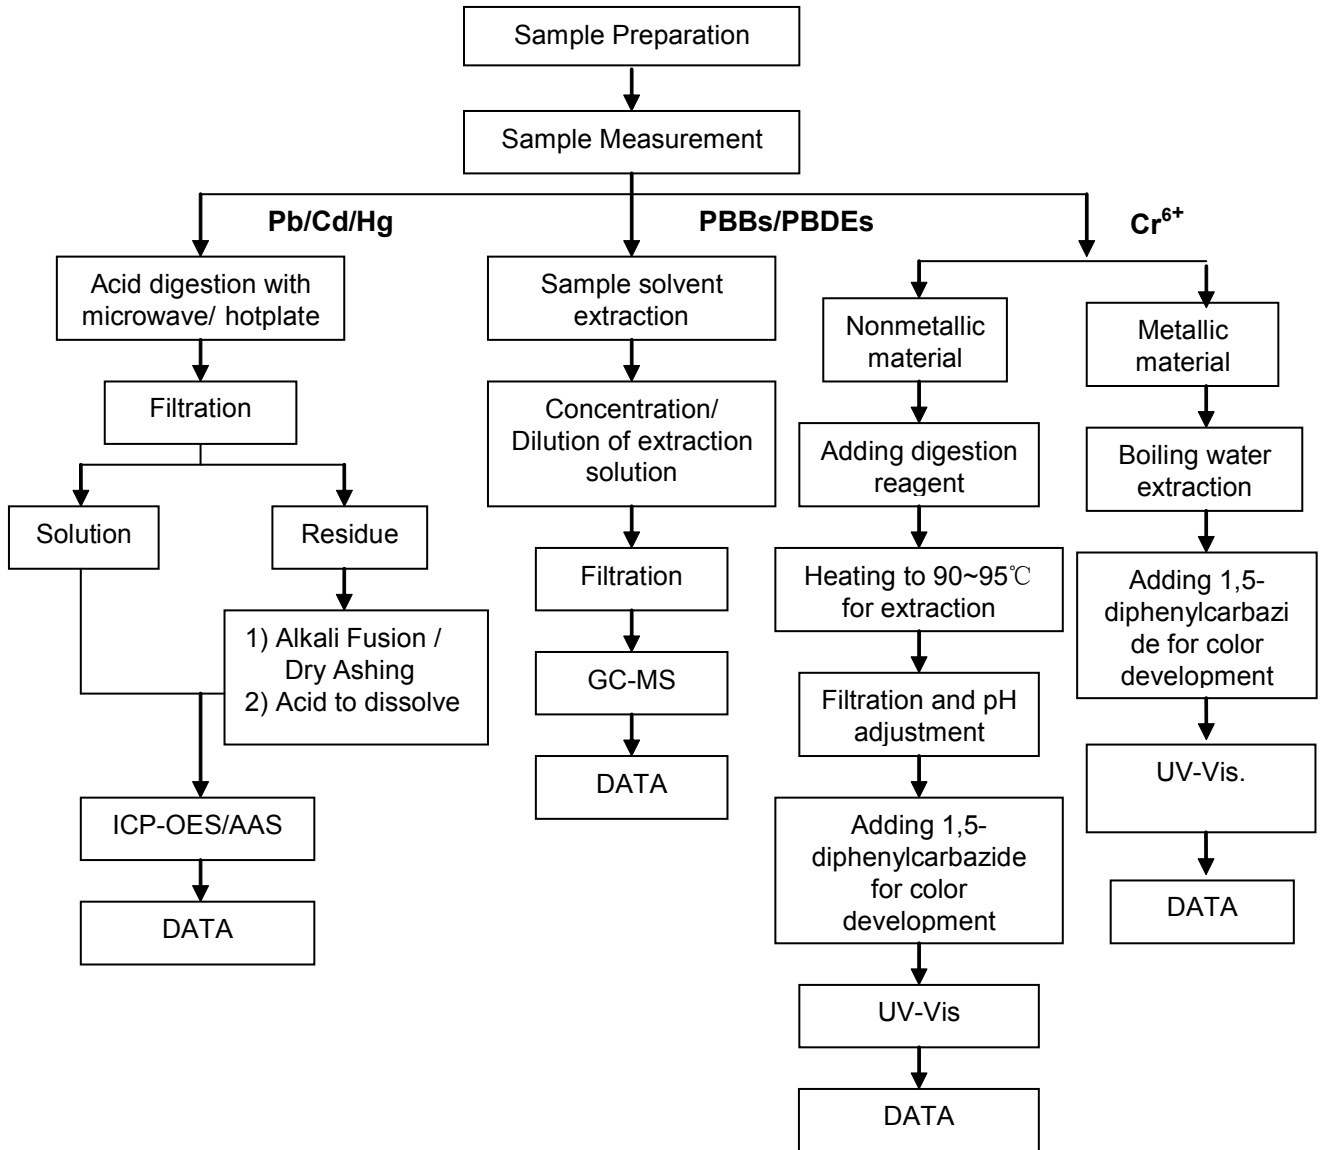 Sample Preparation
Sample Measurement
Pb/Cd/Hg
PBBs/PBDEs
Cr⁶⁺
Acid digestion with
microwave/ hotplate
Filtration
Solution
Residue
1) Alkali Fusion /
Dry Ashing
2) Acid to dissolve
ICP-OES/AAS
DATA
Sample solvent
extraction
Concentration/
Dilution of extraction
solution
Filtration
GC-MS
DATA
Nonmetallic
material
Adding digestion
reagent
Heating to 90~95℃
for extraction
Filtration and pH
adjustment
Adding 1,5-
diphenylcarbazide
for color
development
UV-Vis
DATA
Metallic
material
Boiling water
extraction
Adding 1,5-
diphenylcarbazi
de for color
development
UV-Vis.
DATA